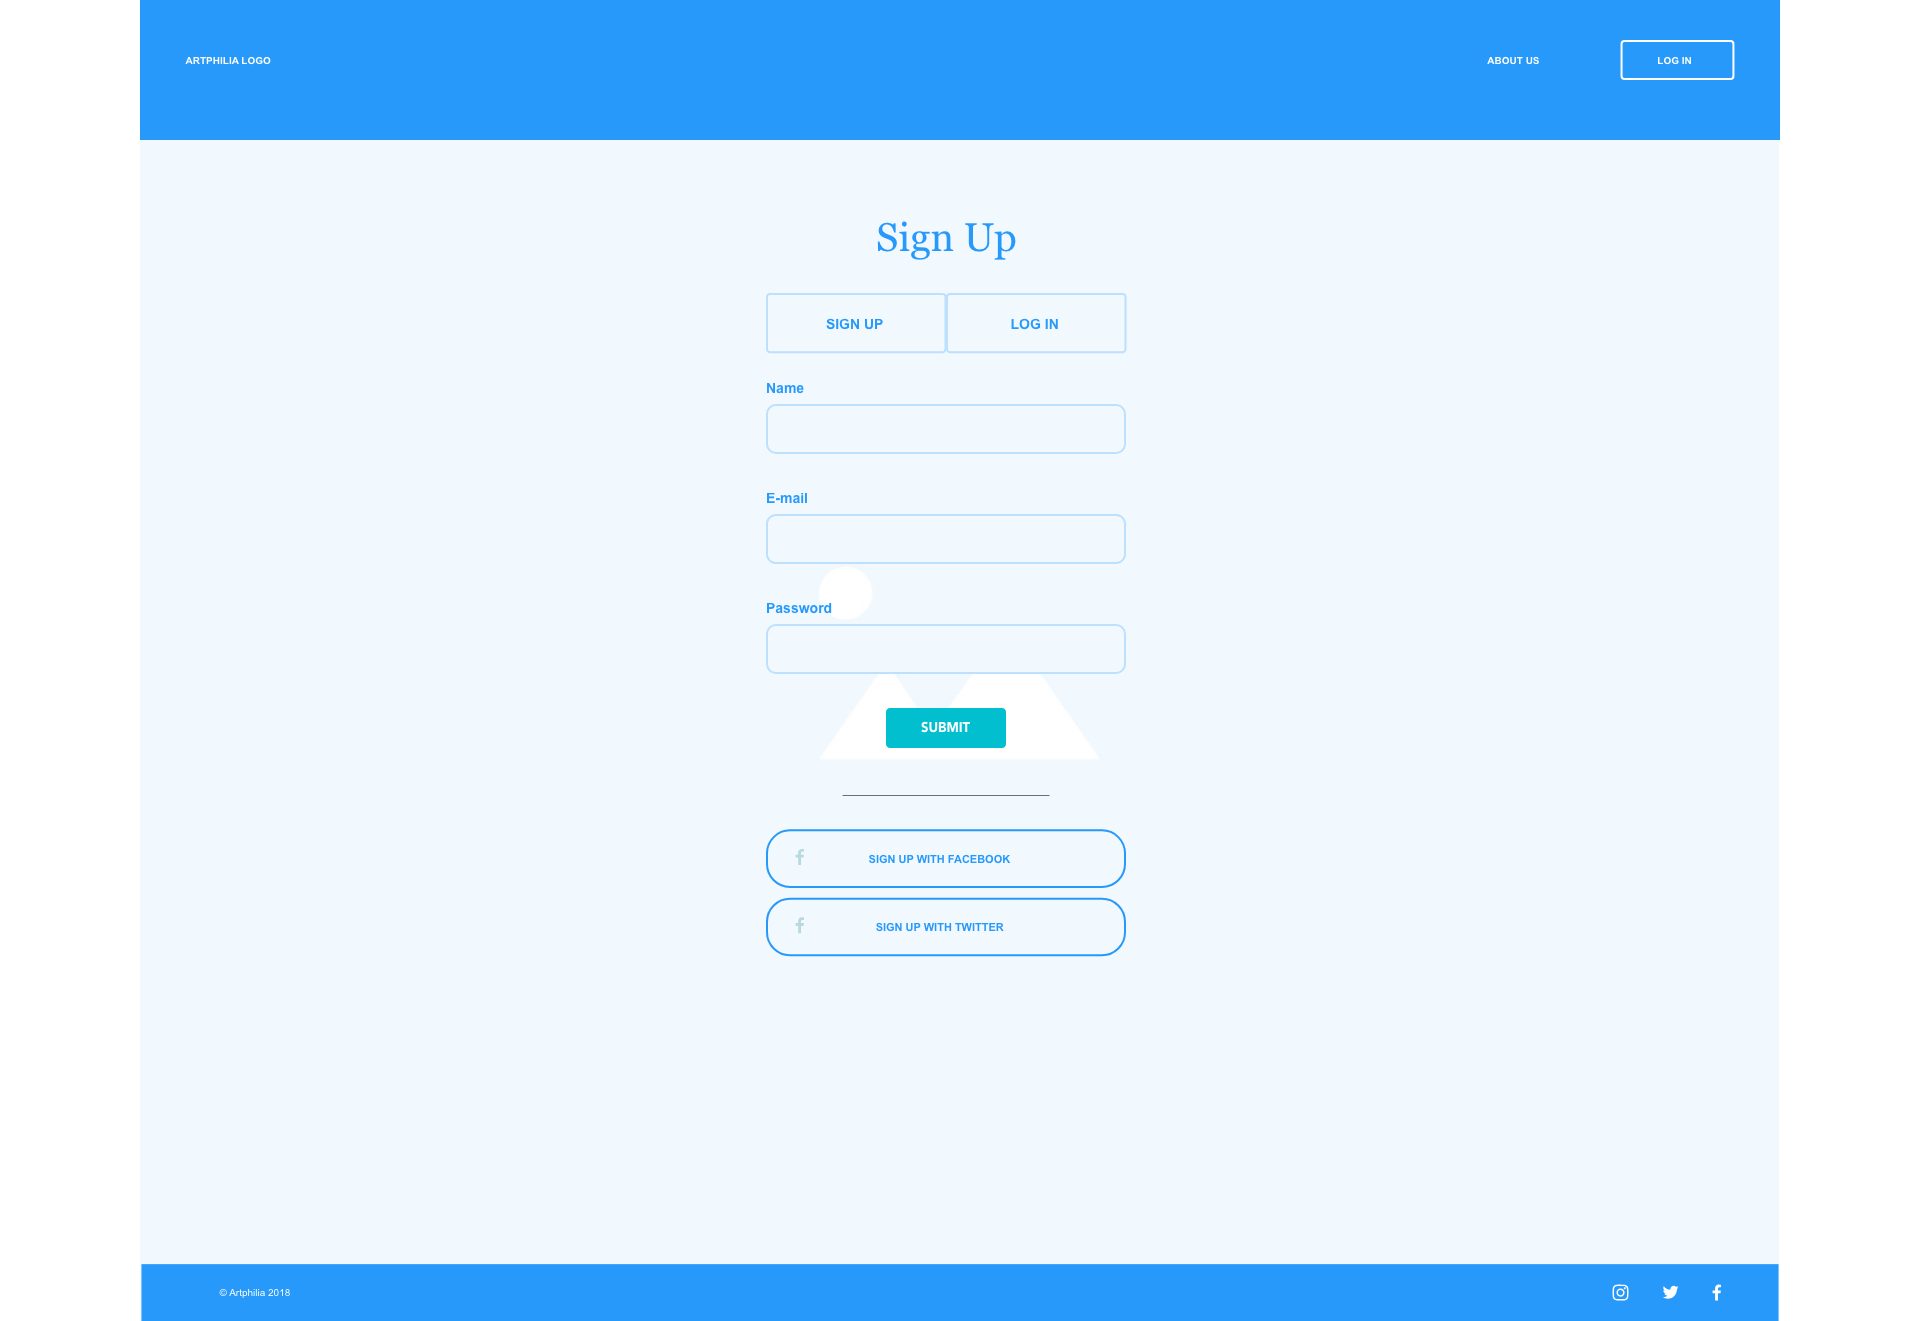 ARTPHILIA LOGO
ABOUT US
LOG IN
Sign Up
SIGN UP
LOG IN
Name
E-mail
Password
SUBMIT
SIGN UP WITH FACEBOOK
SIGN UP WITH TWITTER
© Artphilia 2018